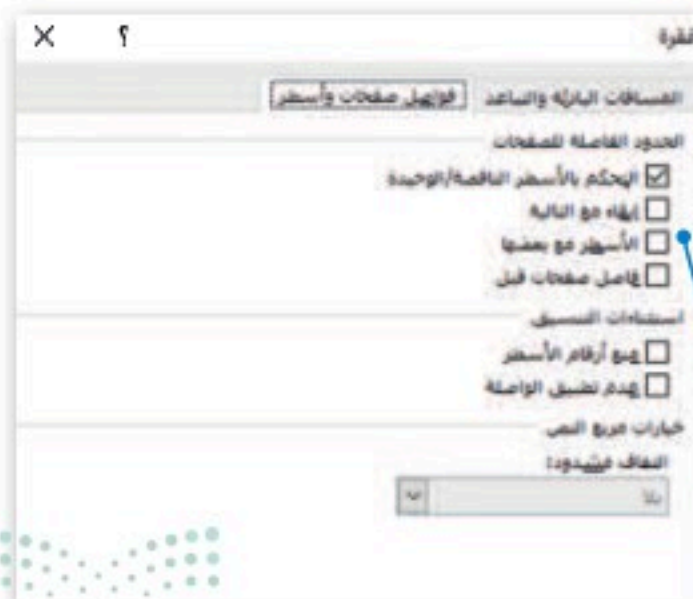 فقرة
؟
المسافات البادئة والتباعد فواصل صفحات وأسطر
الحدود الفاصلة للصفحات
التحكم بالأسطر الناقصة/الوحيدة
إبقاء مع التالية
الأسطر مع بعضها
فاصل صفحات قبل
استثناءات التنسيق
منع أرقام الأسطر
عدم تطبيق الواصلة
خيارات مربع النص
التفاف مشدود:
بلا